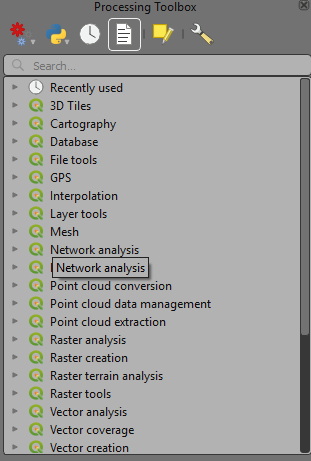 Processing Toolbox
Search...
Recently used
3D Tiles
Cartography
Database
File tools
GPS
Interpolation
Layer tools
Mesh
Network analysis
Network analysis
Point cloud conversion
Point cloud data management
Point cloud extraction
Raster analysis
Raster creation
Raster terrain analysis
Raster tools
Vector analysis
Vector coverage
Vector creation